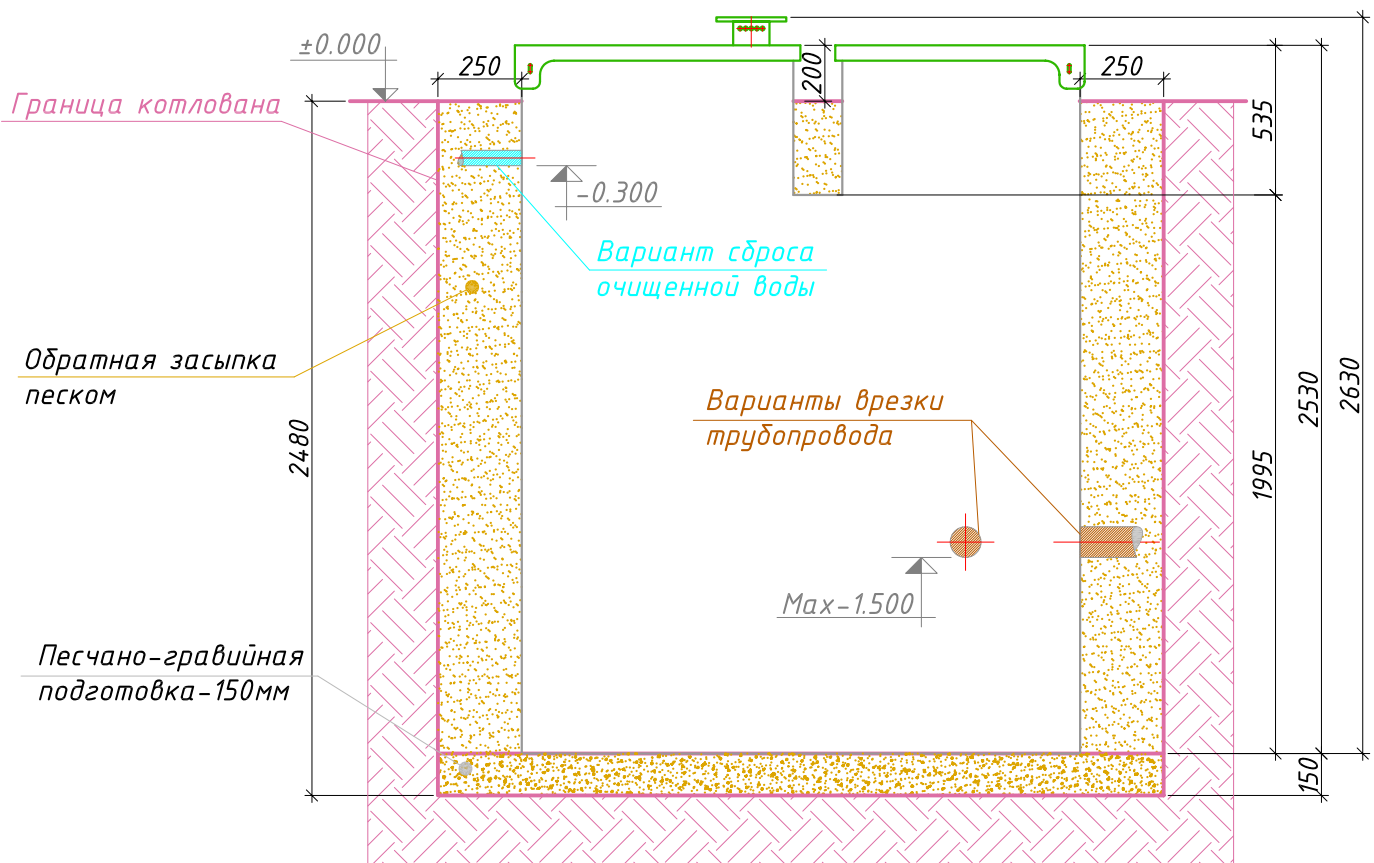 ±0.000
250
200
250
Граница котлована
535
-0.300
Вариант сброса
очищенной воды
Обратная засыпка
песком
2630
2530
Варианты врезки
трубопровода
2480
1995
Max-1.500
Песчано-гравийная
подготовка-150мм
150